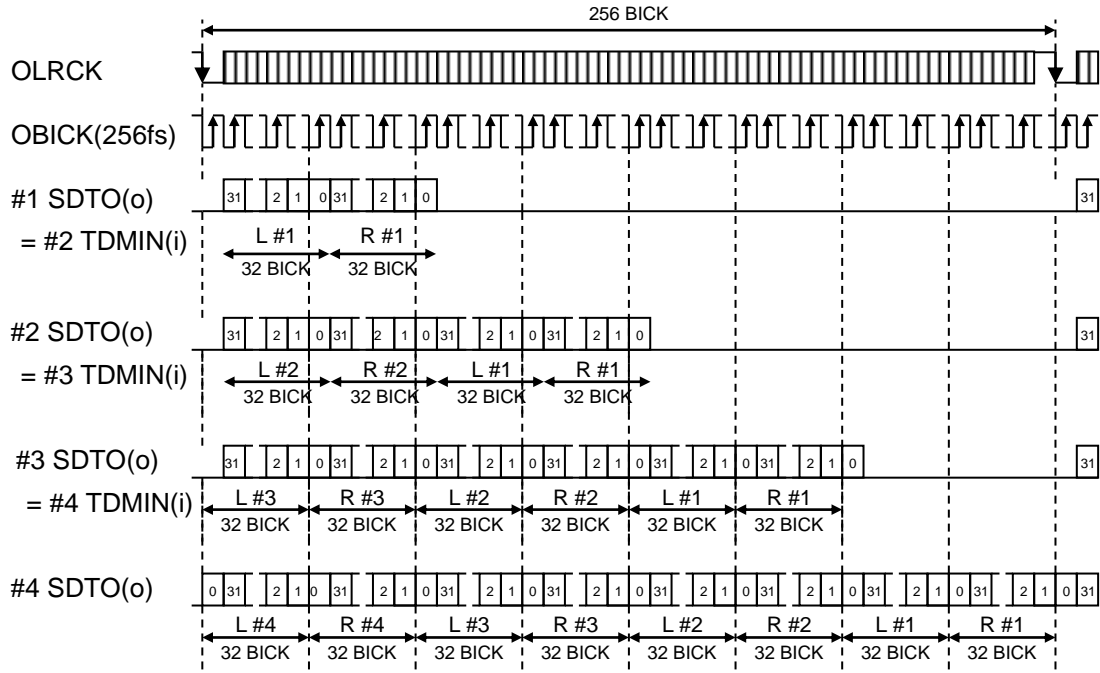 256 BICK
OLRCK
OBICK(256fs)
#1 SDTO(o)
31 2 1 0 31 2 1 0 31
= #2 TDMIN(i)
L #1 R #1
32 BICK 32 BICK
#2 SDTO(o)
31 2 1 0 31 2 1 0 31 2 1 0 31 2 1 0 31
= #3 TDMIN(i)
L #2 R #2 L #1 R #1
32 BICK 32 BICK 32 BICK 32 BICK
#3 SDTO(o)
31 2 1 0 31 2 1 0 31 2 1 0 31 2 1 0 31 2 1 0 31 2 1 0 31
= #4 TDMIN(i)
L #3 R #3 L #2 R #2 L #1 R #1
32 BICK 32 BICK 32 BICK 32 BICK 32 BICK 32 BICK
#4 SDTO(o)
0 31 2 1 0 31 2 1 0 31 2 1 0 31 2 1 0 31 2 1 0 31 2 1 0 31 2 1 0 31 2 1 0 31
L #4 R #4 L #3 R #3 L #2 R #2 L #1 R #1
32 BICK 32 BICK 32 BICK 32 BICK 32 BICK 32 BICK 32 BICK 32 BICK